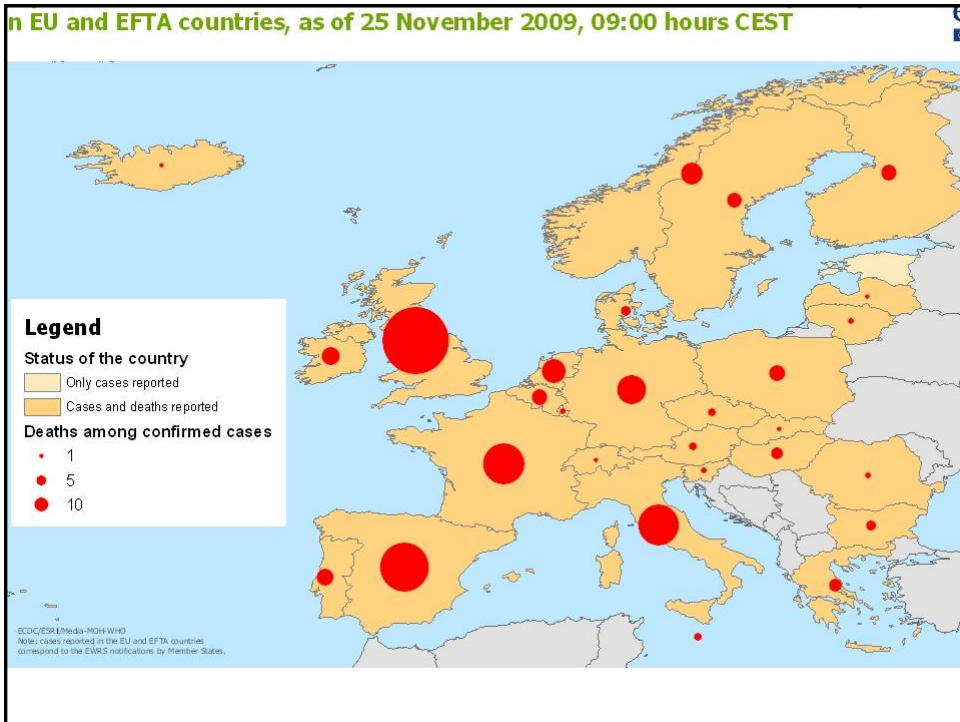 n EU and EFTA countries, as of 25 November 2009, 09:00 hours CEST
Legend
Status of the country
Only cases reported
Cases and deaths reported
Deaths among confirmed cases
1
5
10
ECDC/ESRI/Media-MOH-WHO
Note: cases reported in the EU and EFTA countries
correspond to the EWRS notifications by Member States.